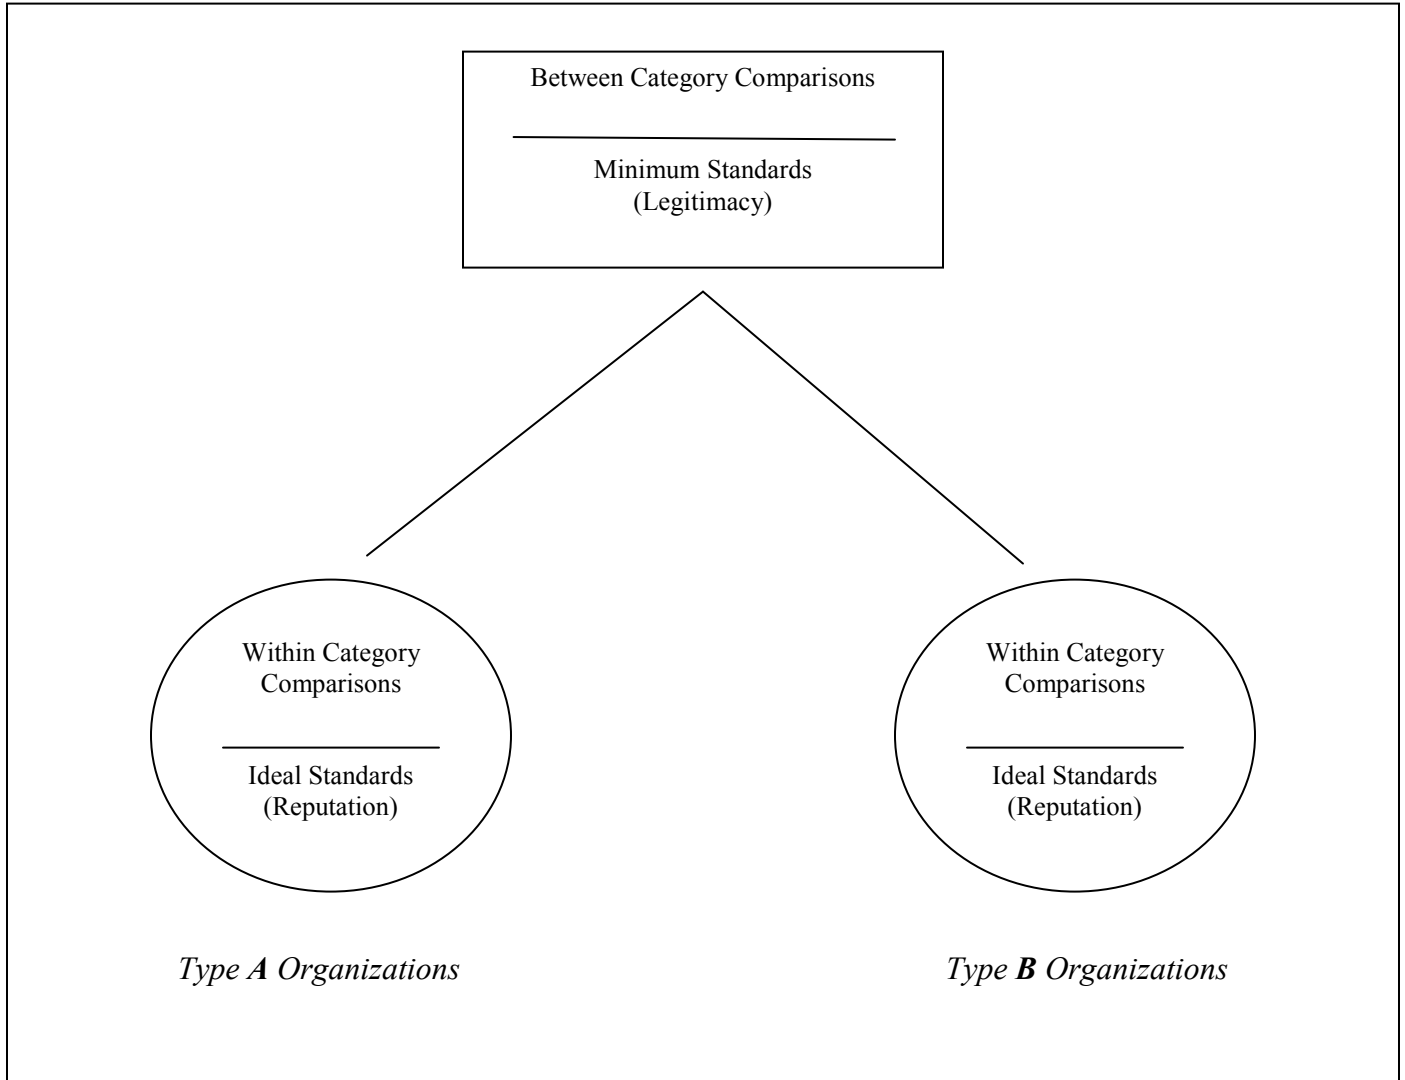 Between Category Comparisons
Minimum Standards
(Legitimacy)
Within Category
Comparisons
Ideal Standards
(Reputation)
Within Category
Comparisons
Ideal Standards
(Reputation)
Type A Organizations
Type B Organizations